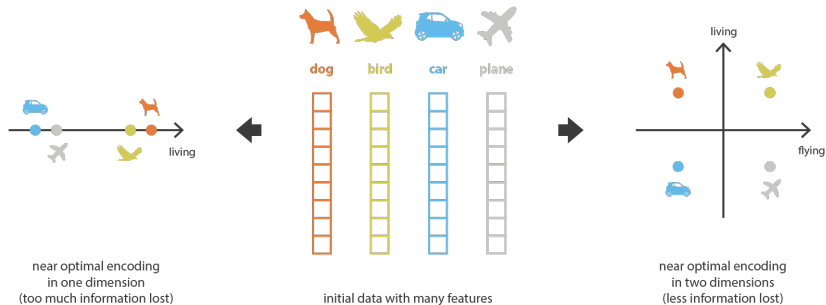 living
near optimal encoding
in one dimension
(too much information lost)
dog bird car plane
initial data with many features
living
flying
near optimal encoding
in two dimensions
(less information lost)